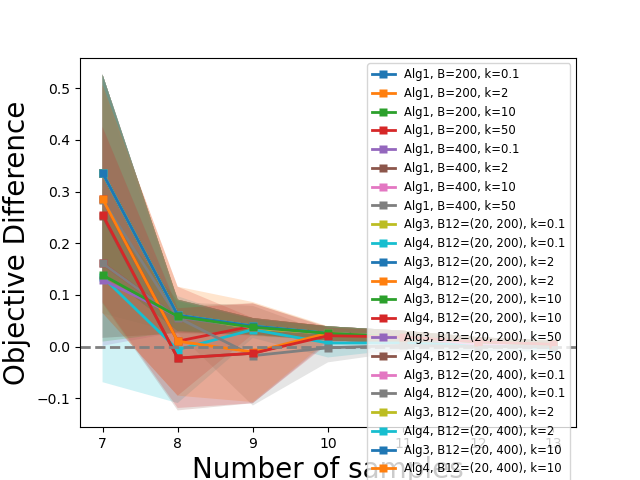 Objective Difference
0.5
0.4
0.3
0.2
0.1
0.0
−0.1
7
8
9
10
11
12
13
Number of samples
Alg1, B=200, k=0.1
Alg1, B=200, k=2
Alg1, B=200, k=10
Alg1, B=200, k=50
Alg1, B=400, k=0.1
Alg1, B=400, k=2
Alg1, B=400, k=10
Alg1, B=400, k=50
Alg3, B12=(20, 200), k=0.1
Alg4, B12=(20, 200), k=0.1
Alg3, B12=(20, 200), k=2
Alg4, B12=(20, 200), k=2
Alg3, B12=(20, 200), k=10
Alg4, B12=(20, 200), k=10
Alg3, B12=(20, 200), k=50
Alg4, B12=(20, 200), k=50
Alg3, B12=(20, 400), k=0.1
Alg4, B12=(20, 400), k=0.1
Alg3, B12=(20, 400), k=2
Alg4, B12=(20, 400), k=2
Alg3, B12=(20, 400), k=10
Alg4, B12=(20, 400), k=10